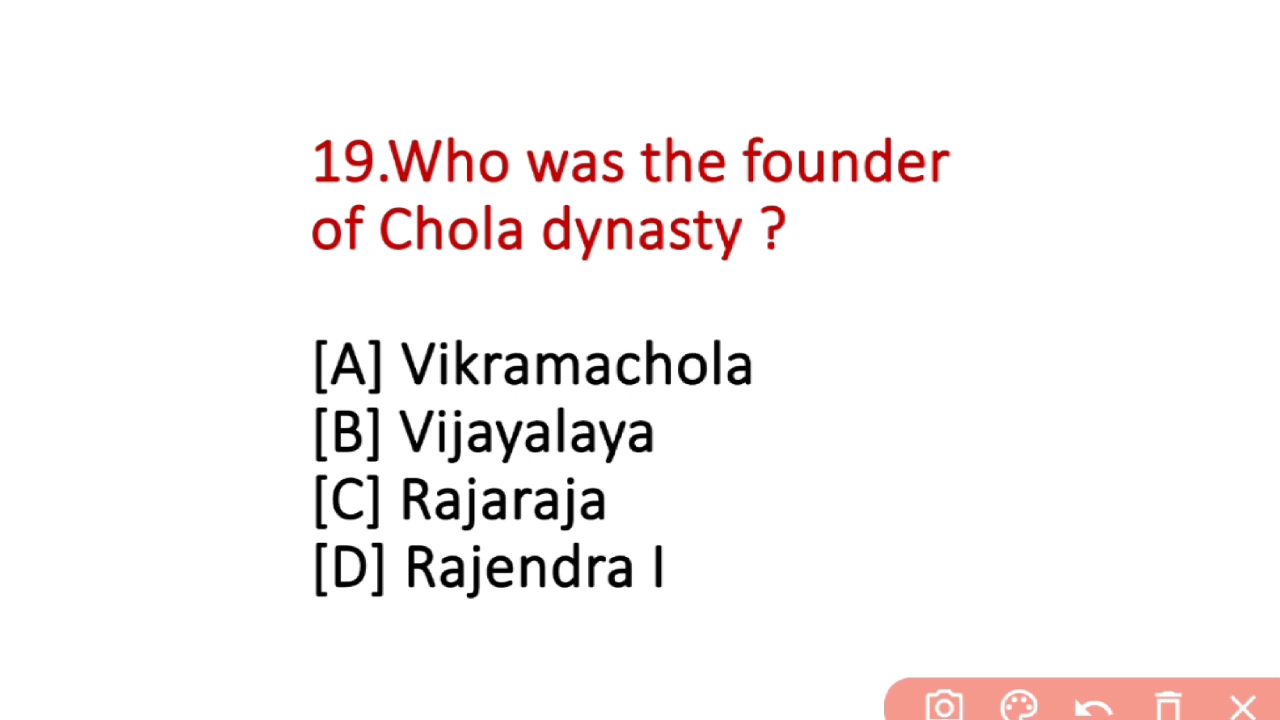 19.Who was the founder
of Chola dynasty ?
[A] Vikramachola
[B] Vijayalaya
[C] Rajaraja
[D] Rajendra I